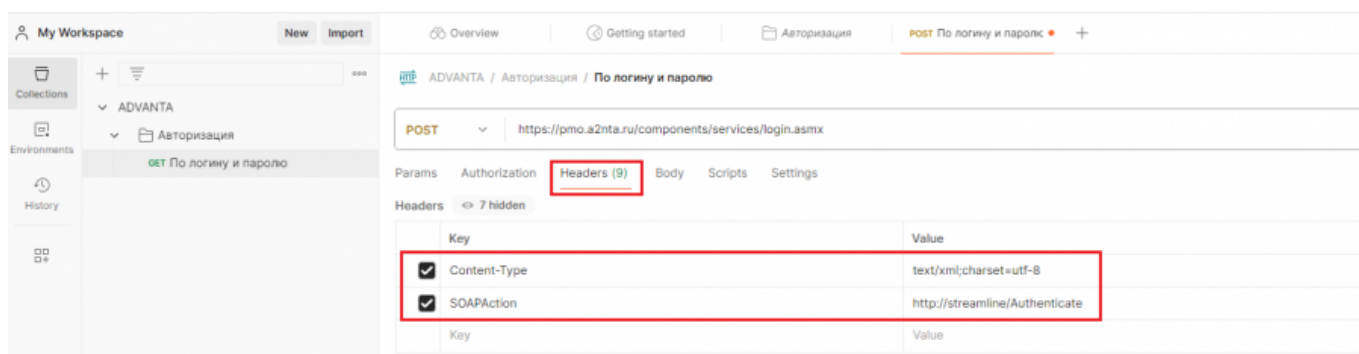 My Workspace New Import Overview Getting started Авторизация POST По логину и паролю
Collections
HTTP ADVANTA / Авторизация / По логину и паролю
ADVANTA
Environments
Авторизация
POST https://pmo.a2nta.ru/components/services/login.asmx
GET По логину и паролю
Params Authorization Headers (9) Body Scripts Settings
History
Headers 7 hidden
Key Value
Content-Type text/xml;charset=utf-8
SOAPAction http://streamline/Authenticate
Key Value